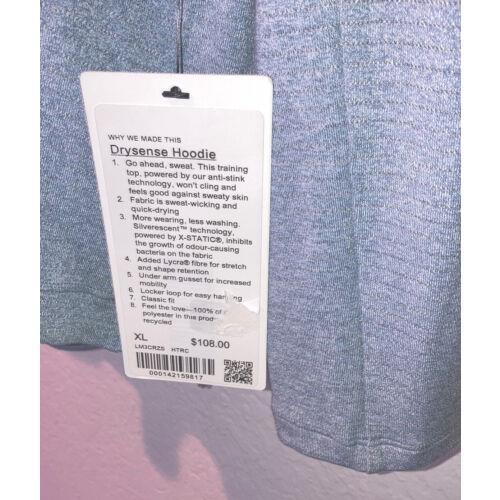 WHY WE MADE THIS
Drysense Hoodie
1. Go ahead, sweat. This training
top, powered by our anti-stink
technology, won't cling and
feels good against sweaty skin
2. Fabric is sweat-wicking and
quick-drying
3. More wearing, less washing.
Silverescent™ technology,
powered by X-STATIC®, inhibits
the growth of odour-causing
bacteria on the fabric
4. Added Lycra® fibre for stretch
and shape retention
5. Under arm gusset for increased
mobility
6. Locker loop for easy
7. Classic fit
8. Feel the love—100% of
polyester in this
recycled
XL $108.00
LM3CRZS HTRC
000142159817